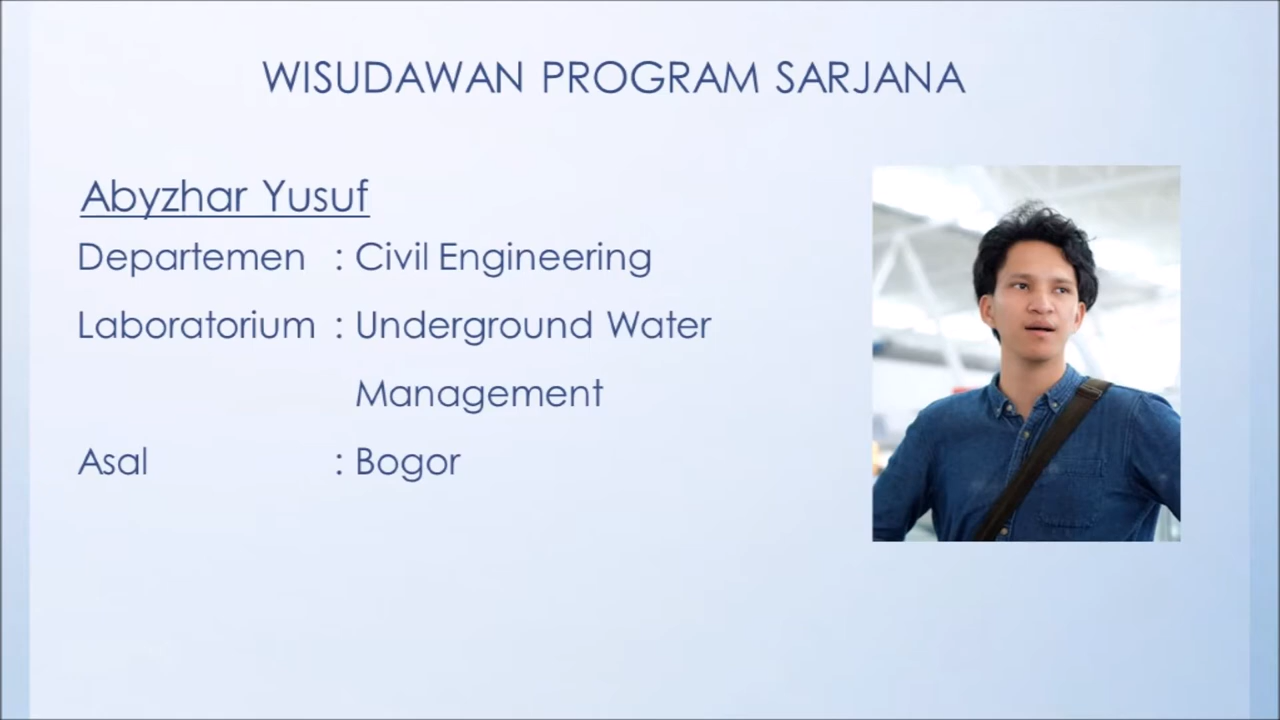 WISUDAWAN PROGRAM SARJANA
Abyzhar Yusuf
Departemen : Civil Engineering
Laboratorium : Underground Water
Management
Asal : Bogor